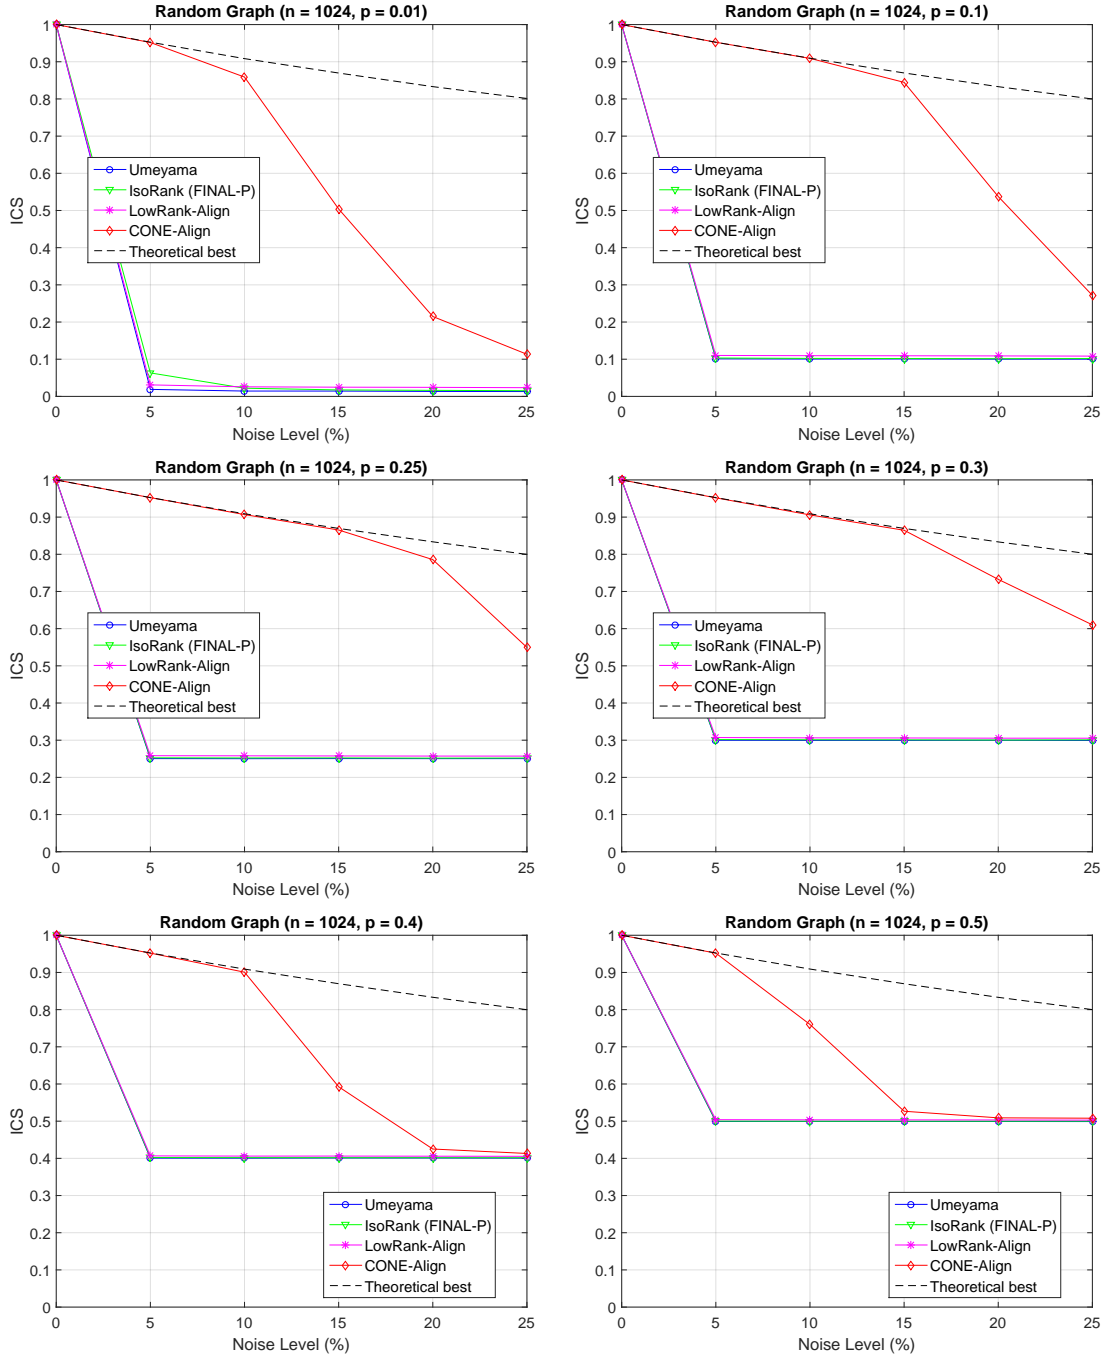 Random Graph (n = 1024, p = 0.01)
1
0.9
0.8
0.7
0.6
0.5
0.4
0.3
0.2
0.1
0
ICS
Umeyama
IsoRank (FINAL-P)
LowRank-Align
CONE-Align
Theoretical best
0 5 10 15 20 25
Noise Level (%)
Random Graph (n = 1024, p = 0.1)
1
0.9
0.8
0.7
0.6
0.5
0.4
0.3
0.2
0.1
0
ICS
Umeyama
IsoRank (FINAL-P)
LowRank-Align
CONE-Align
Theoretical best
0 5 10 15 20 25
Noise Level (%)
Random Graph (n = 1024, p = 0.25)
1
0.9
0.8
0.7
0.6
0.5
0.4
0.3
0.2
0.1
0
ICS
Umeyama
IsoRank (FINAL-P)
LowRank-Align
CONE-Align
Theoretical best
0 5 10 15 20 25
Noise Level (%)
Random Graph (n = 1024, p = 0.3)
1
0.9
0.8
0.7
0.6
0.5
0.4
0.3
0.2
0.1
0
ICS
Umeyama
IsoRank (FINAL-P)
LowRank-Align
CONE-Align
Theoretical best
0 5 10 15 20 25
Noise Level (%)
Random Graph (n = 1024, p = 0.4)
1
0.9
0.8
0.7
0.6
0.5
0.4
0.3
0.2
0.1
0
ICS
Umeyama
IsoRank (FINAL-P)
LowRank-Align
CONE-Align
Theoretical best
0 5 10 15 20 25
Noise Level (%)
Random Graph (n = 1024, p = 0.5)
1
0.9
0.8
0.7
0.6
0.5
0.4
0.3
0.2
0.1
0
ICS
Umeyama
IsoRank (FINAL-P)
LowRank-Align
CONE-Align
Theoretical best
0 5 10 15 20 25
Noise Level (%)